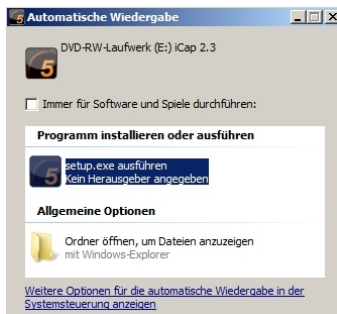 Automatische Wiedergabe
DVD-RW-Laufwerk (E:) iCap 2.3
5
Immer für Software und Spiele durchführen:
Programm installieren oder ausführen
setup.exe ausführen
Kein Herausgeber angegeben
5
Allgemeine Optionen
Ordner öffnen, um Dateien anzuzeigen
mit Windows-Explorer
Weitere Optionen für die automatische Wiedergabe in der
Systemsteuerung anzeigen